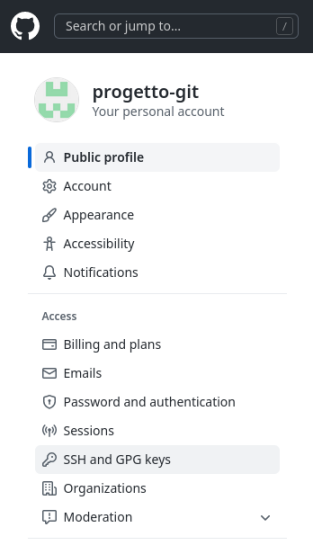 Search or jump to...
/
progetto-git
Your personal account
Public profile
Account
Appearance
Accessibility
Notifications
Access
Billing and plans
Emails
Password and authentication
Sessions
SSH and GPG keys
Organizations
Moderation